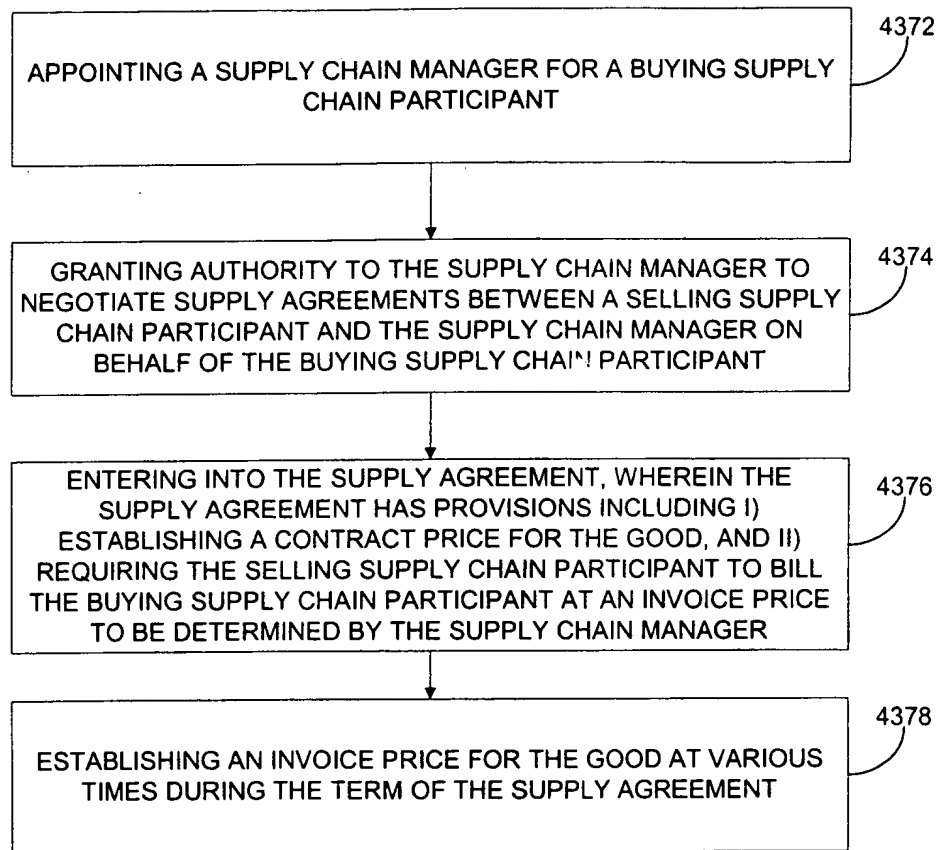 4372
APPOINTING A SUPPLY CHAIN MANAGER FOR A BUYING SUPPLY
CHAIN PARTICIPANT
4374
GRANTING AUTHORITY TO THE SUPPLY CHAIN MANAGER TO
NEGOTIATE SUPPLY AGREEMENTS BETWEEN A SELLING SUPPLY
CHAIN PARTICIPANT AND THE SUPPLY CHAIN MANAGER ON
BEHALF OF THE BUYING SUPPLY CHAIN PARTICIPANT
4376
ENTERING INTO THE SUPPLY AGREEMENT, WHEREIN THE
SUPPLY AGREEMENT HAS PROVISIONS INCLUDING I)
ESTABLISHING A CONTRACT PRICE FOR THE GOOD, AND II)
REQUIRING THE SELLING SUPPLY CHAIN PARTICIPANT TO BILL
THE BUYING SUPPLY CHAIN PARTICIPANT AT AN INVOICE PRICE
TO BE DETERMINED BY THE SUPPLY CHAIN MANAGER
4378
ESTABLISHING AN INVOICE PRICE FOR THE GOOD AT VARIOUS
TIMES DURING THE TERM OF THE SUPPLY AGREEMENT